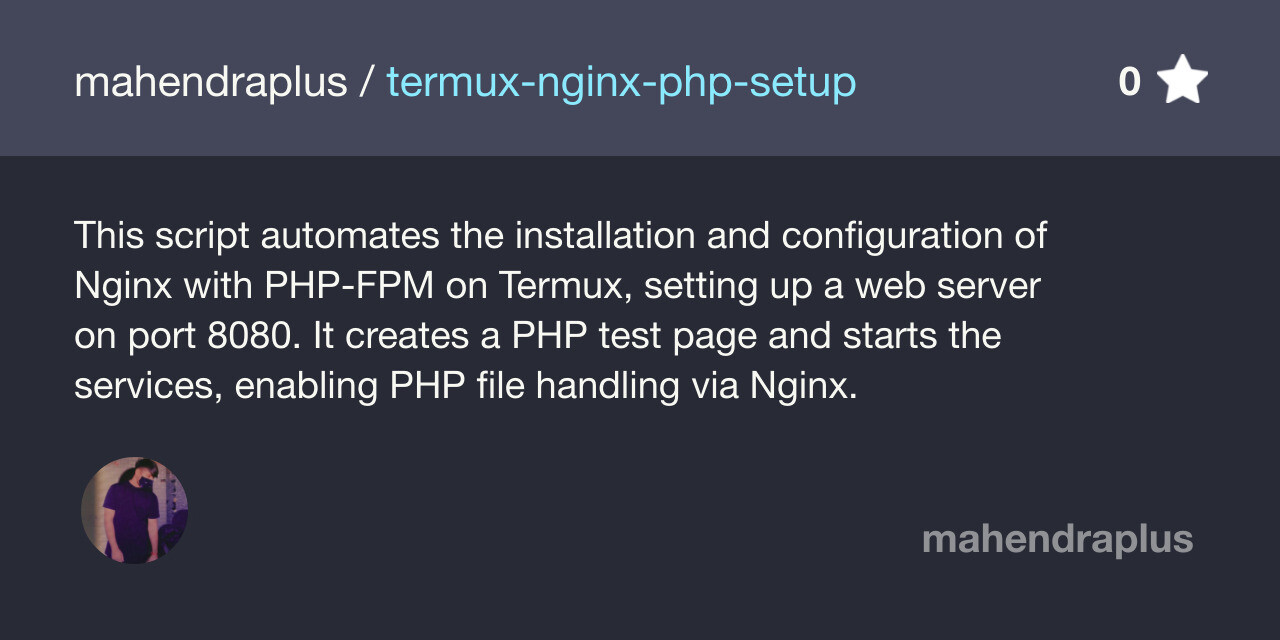 mahendraplus / termux-nginx-php-setup 0
This script automates the installation and configuration of
Nginx with PHP-FPM on Termux, setting up a web server
on port 8080. It creates a PHP test page and starts the
services, enabling PHP file handling via Nginx.
mahendraplus